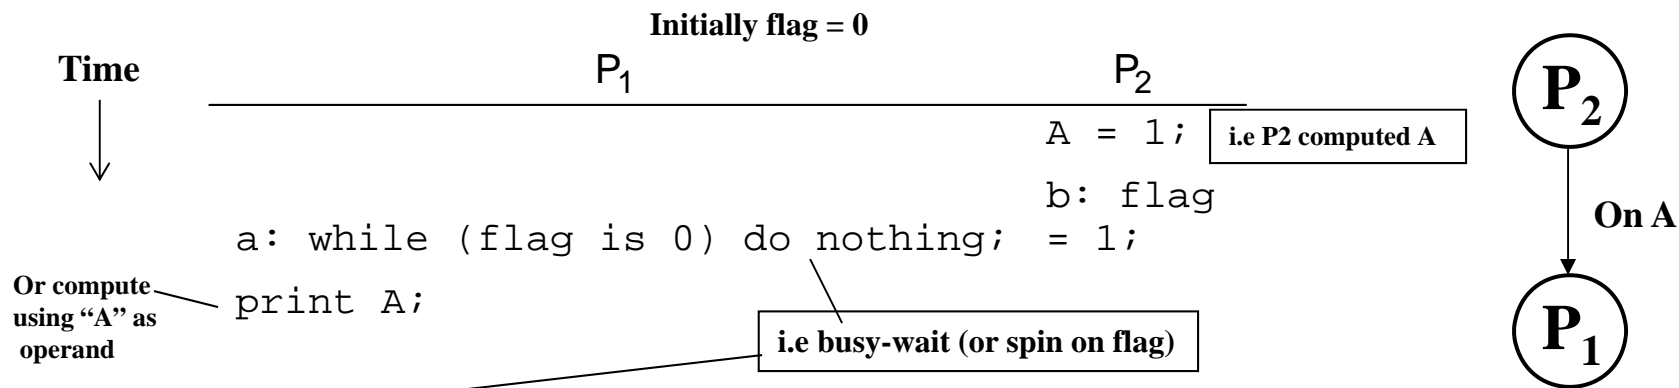 Initially flag = 0
Time P1 P2
A = 1; i.e P2 computed A
b: flag
a: while (flag is 0) do nothing; = 1;
Or compute
using “A” as
operand
print A;
i.e busy-wait (or spin on flag)
P2
On A
P1